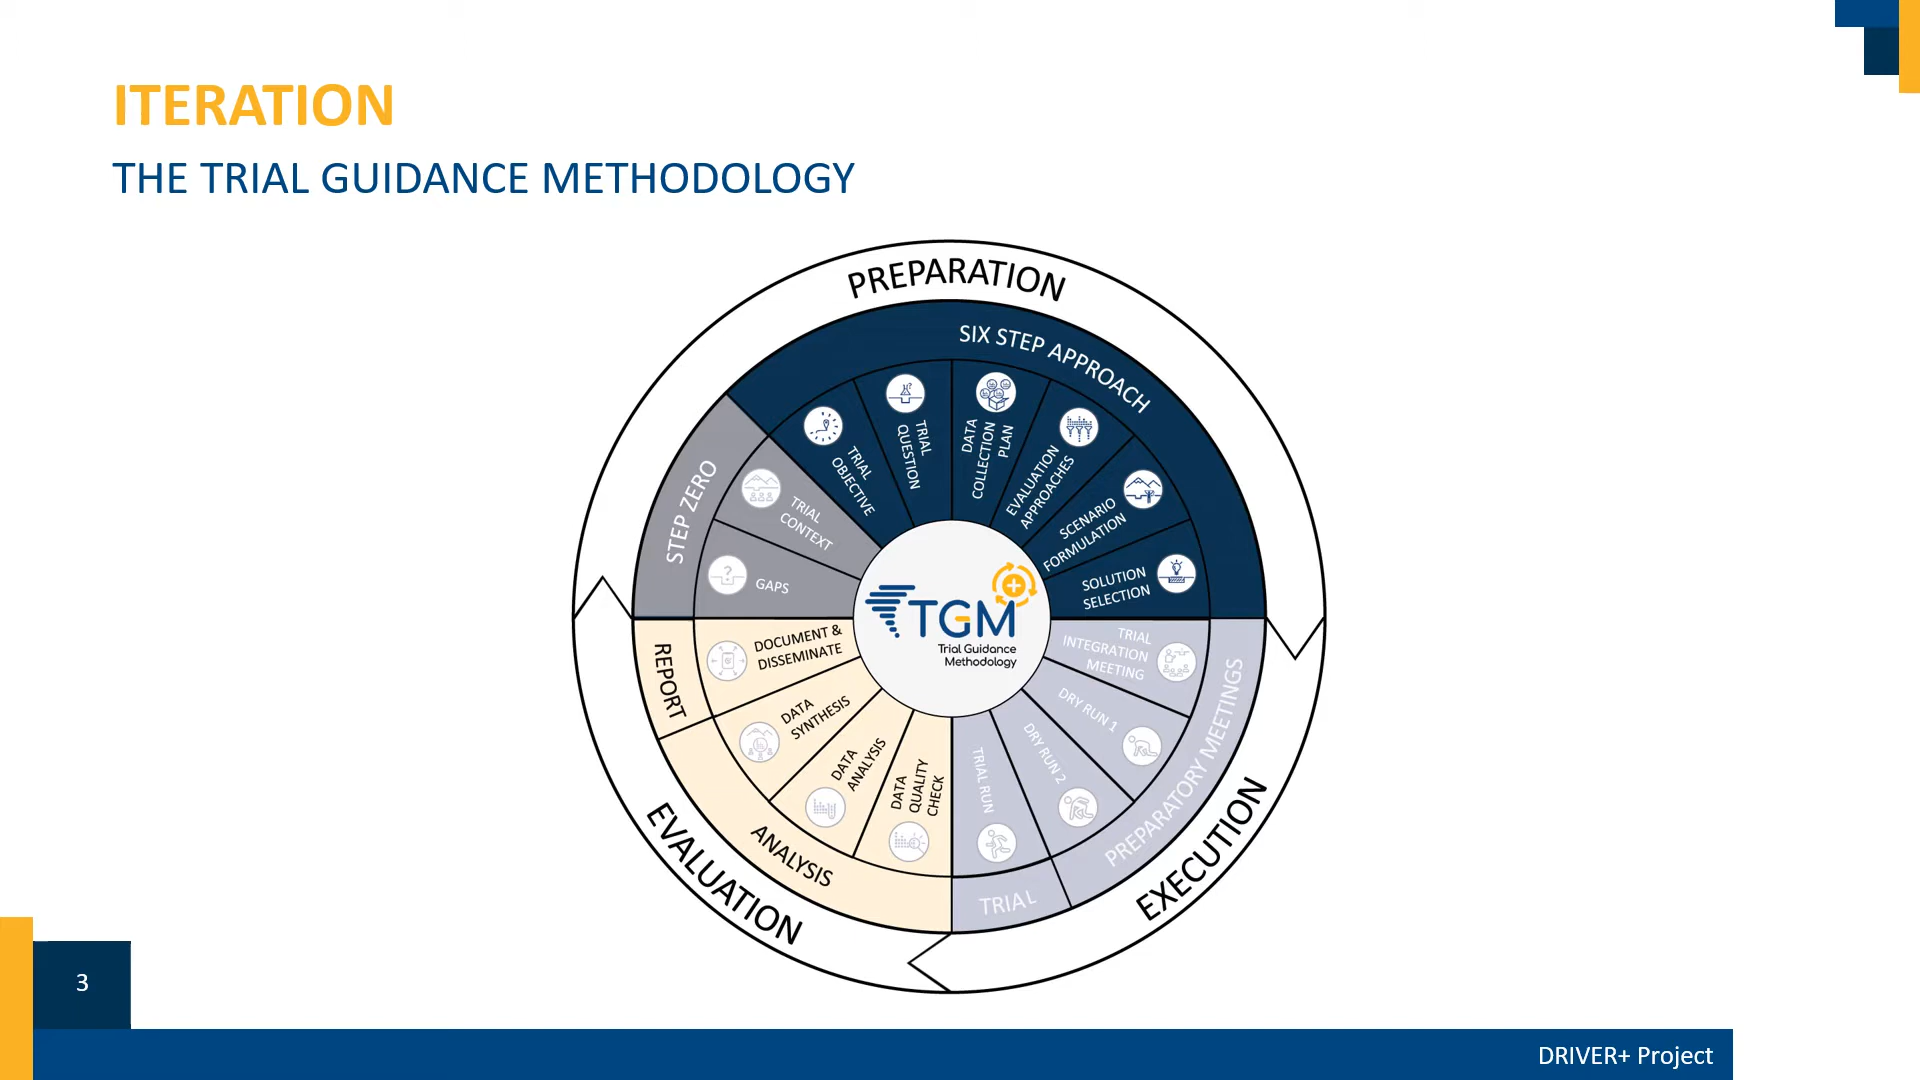 ITERATION
THE TRIAL GUIDANCE METHODOLOGY
PREPARATION
SIX STEP APPROACH
TRIAL
OBJECTIVE
TRIAL
QUESTION
DATA
COLLECTION
PLAN
EVALUATION
APPROACHES
SCENARIO
FORMULATION
SOLUTION
SELECTION
STEP ZERO
TRIAL
CONTEXT
GAPS
TGM
Trial Guidance
Methodology
TRIAL
INTEGRATION
MEETING
DRY RUN 1
DRY RUN 2
PREPARATORY MEETINGS
TRIAL RUN
TRIAL
EXECUTION
DATA
QUALITY
CHECK
DATA
ANALYSIS
DATA
SYNTHESIS
ANALYSIS
DOCUMENT &
DISSEMINATE
REPORT
EVALUATION
3
DRIVER+ Project